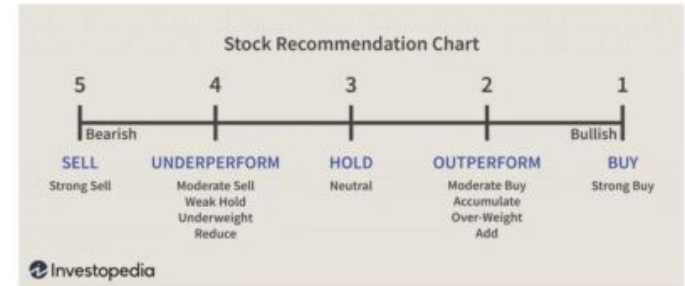 Stock Recommendation Chart
5 4 3 2 1
Bearish Bullish
SELL UNDERPERFORM HOLD OUTPERFORM BUY
Strong Sell Moderate Sell Neutral Moderate Buy Strong Buy
Weak Hold Accumulate
Underweight Over-Weight
Reduce Add
Investopedia